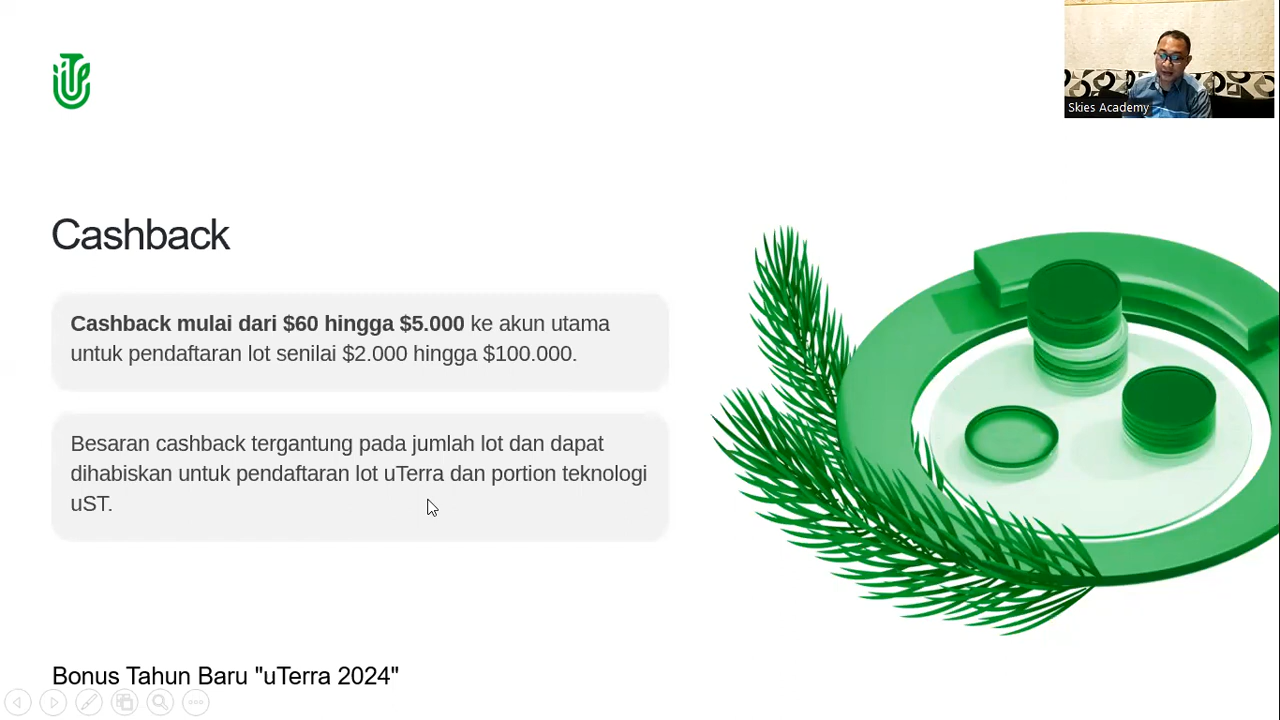 Skies Academy
Cashback
Cashback mulai dari $60 hingga $5.000 ke akun utama
untuk pendaftaran lot senilai $2.000 hingga $100.000.
Besaran cashback tergantung pada jumlah lot dan dapat
dihabiskan untuk pendaftaran lot uTerra dan portion teknologi
uST.
Bonus Tahun Baru "uTerra 2024"